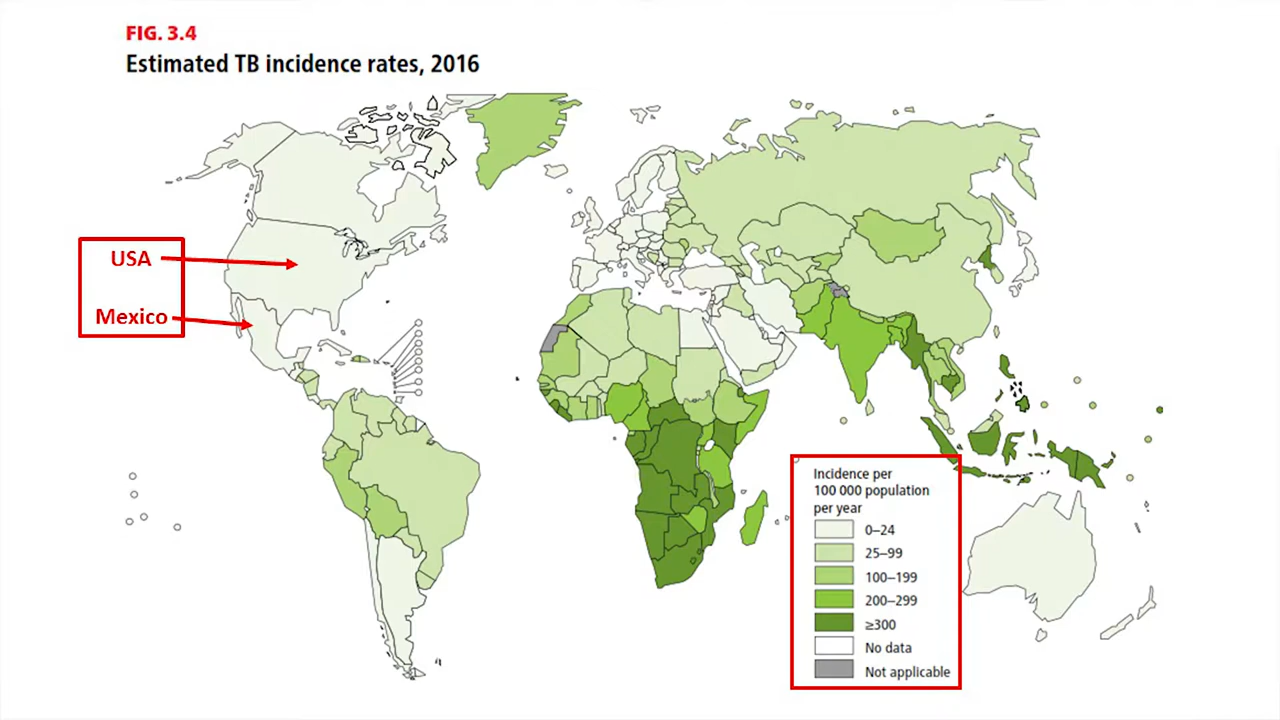 FIG. 3.4
Estimated TB incidence rates, 2016
USA
Mexico
Incidence per
100 000 population
per year
0–24
25–99
100–199
200–299
≥300
No data
Not applicable